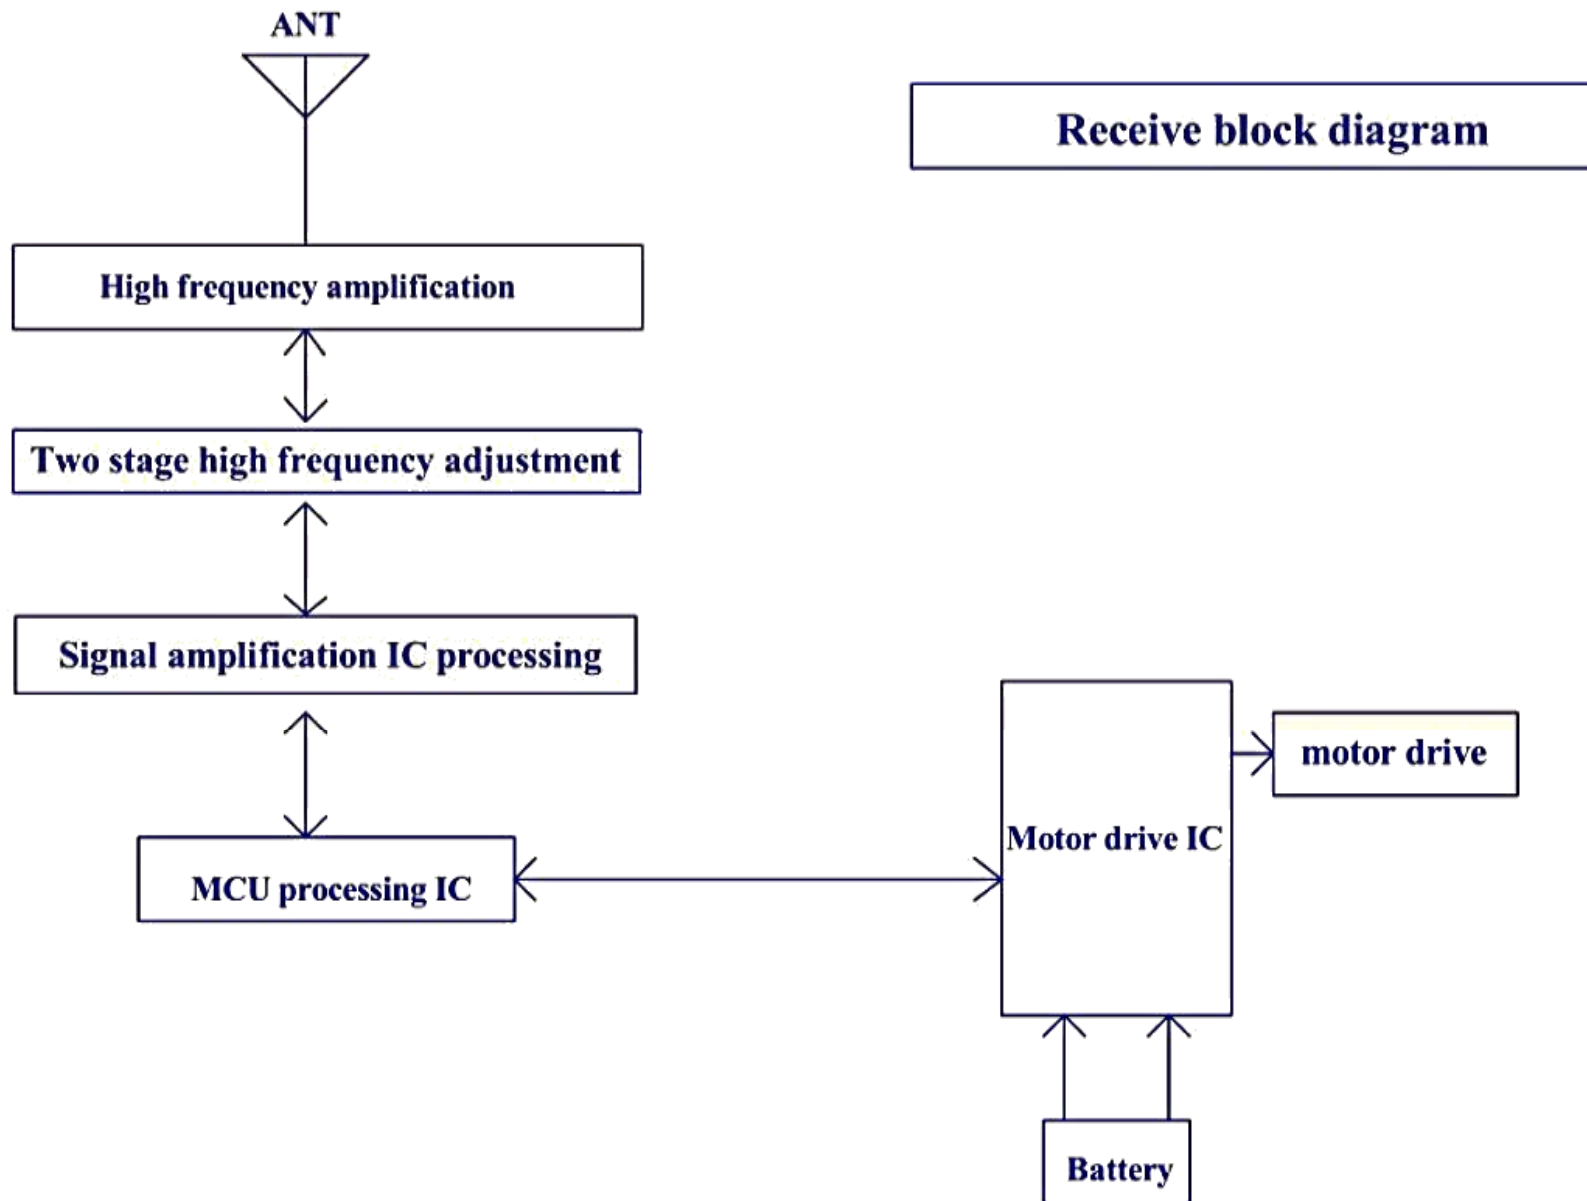 ANT
Receive block diagram
High frequency amplification
Two stage high frequency adjustment
Signal amplification IC processing
motor drive
Motor drive IC
MCU processing IC
Battery